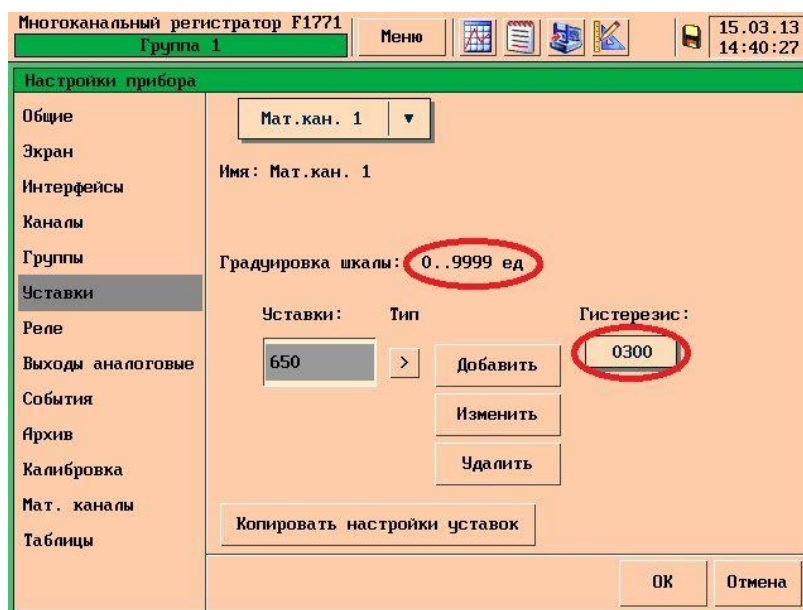 Многоканальный регистратор F1771
Группа 1
Меню
15.03.13
14:40:27
Настройки прибора
Общие
Экран
Интерфейсы
Каналы
Группы
Уставки
Реле
Выходы аналоговые
События
Архив
Калибровка
Мат. каналы
Таблицы
Мат.кан. 1
Имя: Мат.кан. 1
Градуировка шкалы: 0..9999 ед
Уставки: Тип Гистерезис:
650 > Добавить 0300
Изменить
Удалить
Копировать настройки уставок
ОК Отмена